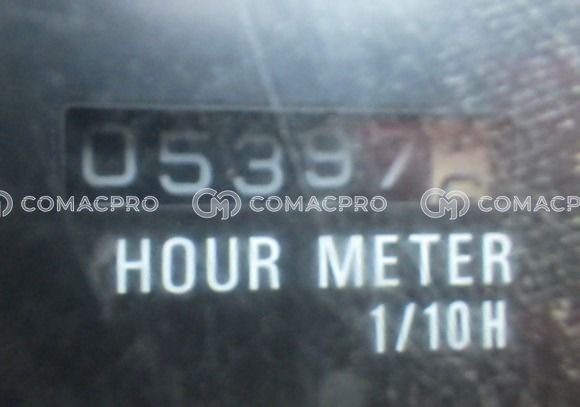 05397
COMACPRO COMACPRO COMACPRO
HOUR METER
1/10H